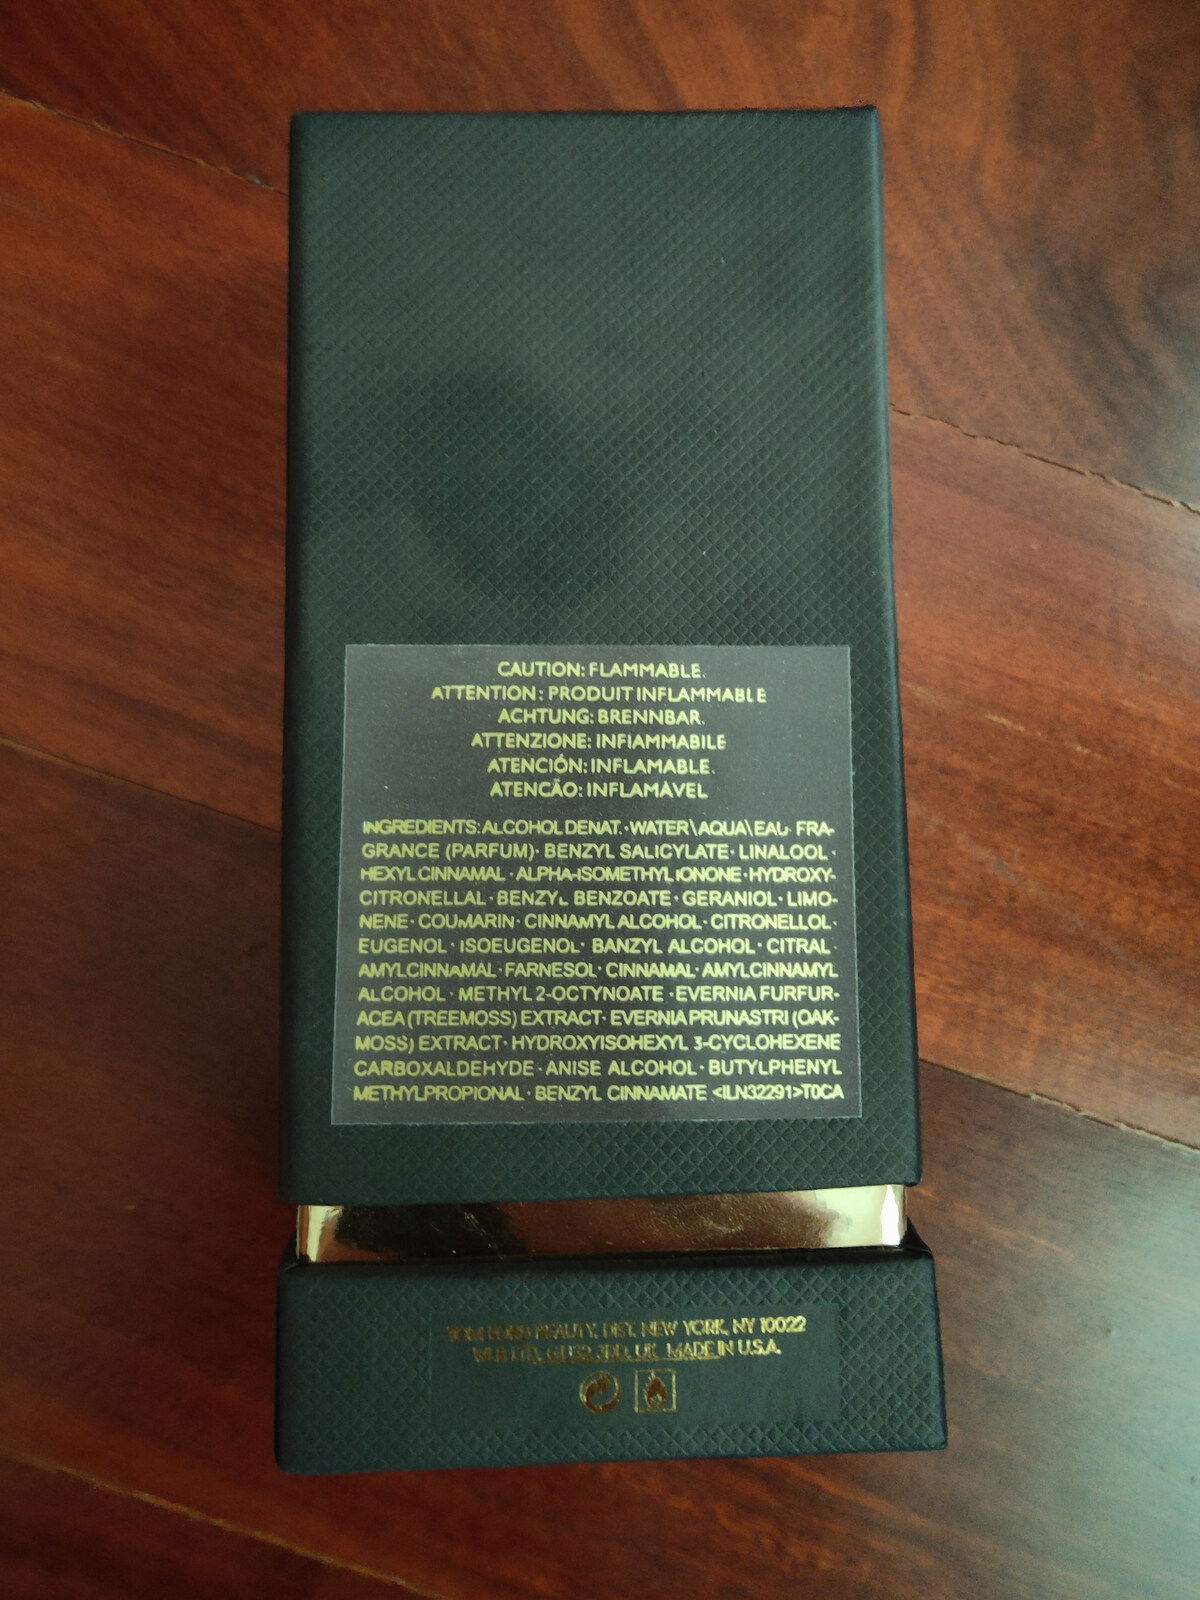 CAUTION: FLAMMABLE.
ATTENTION: PRODUIT INFLAMMABLE
ACHTUNG: BRENNBAR.
ATTENZIONE: INFIAMMABILE
ATENCIÓN: INFLAMABLE.
ATENCÃO: INFLAMÀVEL
INGREDIENTS: ALCOHOL DENAT. · WATER\AQUA\EAU · FRA-
GRANCE (PARFUM) · BENZYL SALICYLATE · LINALOOL ·
HEXYL CINNAMAL · ALPHA-ISOMETHYL IONONE · HYDROXY-
CITRONELLAL · BENZYL BENZOATE · GERANIOL · LIMO-
NENE · COUMARIN · CINNAMYL ALCOHOL · CITRONELLOL ·
EUGENOL · ISOEUGENOL · BANZYL ALCOHOL · CITRAL ·
AMYLCINNAMAL · FARNESOL · CINNAMAL · AMYLCINNAMYL
ALCOHOL · METHYL 2-OCTYNOATE · EVERNIA FURFUR-
ACEA (TREEMOSS) EXTRACT · EVERNIA PRUNASTRI (OAK-
MOSS) EXTRACT · HYDROXYISOHEXYL 3-CYCLOHEXENE
CARBOXALDEHYDE · ANISE ALCOHOL · BUTYLPHENYL
METHYLPROPIONAL · BENZYL CINNAMATE <ILN32291>T0CA
TOM FORD BEAUTY, DIST. NEW YORK, NY 10022
UK MADE IN U.S.A.